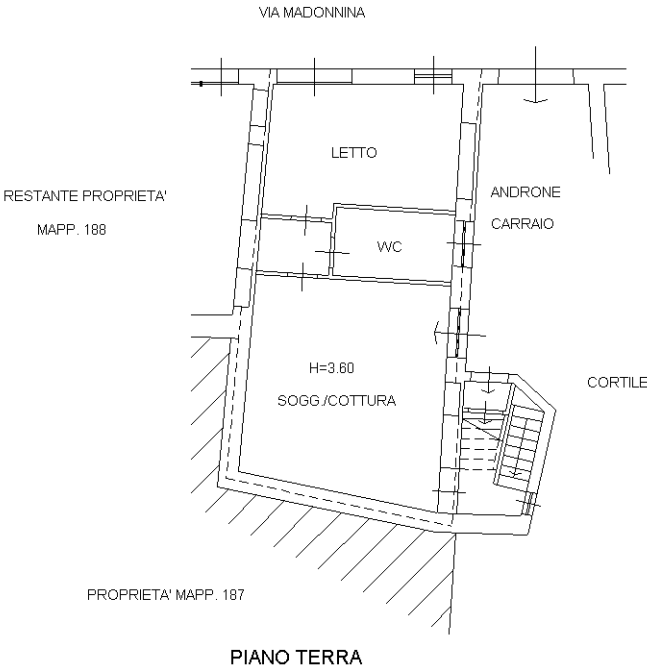 VIA MADONNINA
LETTO
RESTANTE PROPRIETA'
MAPP. 188
ANDRONE
CARRAIO
WC
H=3.60
SOGG./COTTURA
CORTILE
PROPRIETA' MAPP. 187
PIANO TERRA